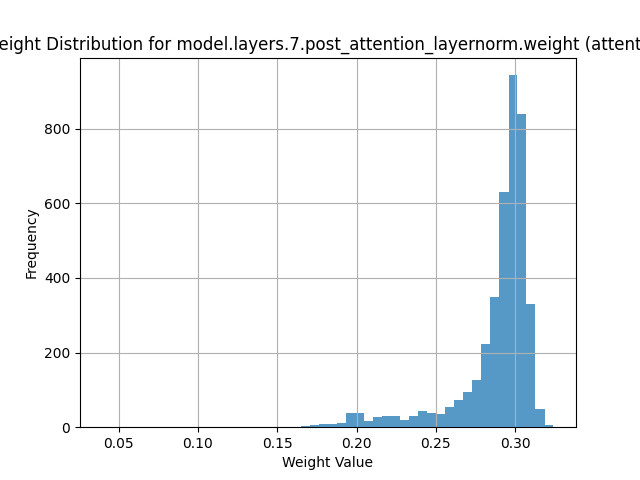 eight Distribution for model.layers.7.post_attention_layernorm.weight (attent
Frequency
800
600
400
200
0
0.05 0.10 0.15 0.20 0.25 0.30
Weight Value